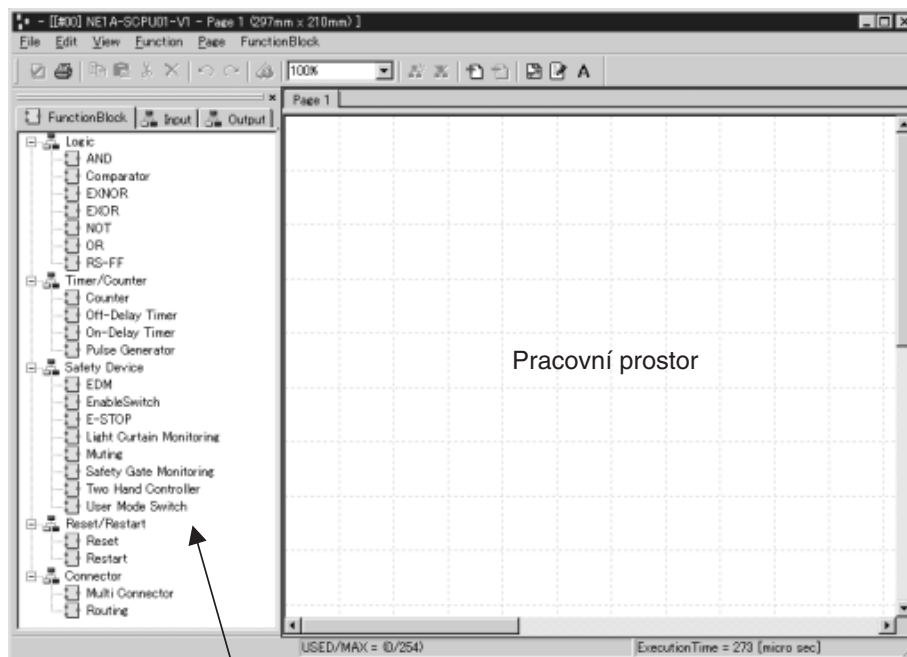 - [[#00] NE1A-SCPU01-V1 - Page 1 (297mm x 210mm) ]
File Edit View Function Page FunctionBlock
100%
A
FunctionBlock Input Output
Page 1
Logic
AND
Comparator
EXNOR
EXOR
NOT
OR
RS-FF
Timer/Counter
Counter
Off-Delay Timer
On-Delay Timer
Pulse Generator
Safety Device
EDM
EnableSwitch
E-STOP
Light Curtain Monitoring
Muting
Safety Gate Monitoring
Two Hand Controller
User Mode Switch
Reset/Restart
Reset
Restart
Connector
Multi Connector
Routing
Pracovní prostor
USED/MAX = (0/254)
ExecutionTime = 273 [micro sec]